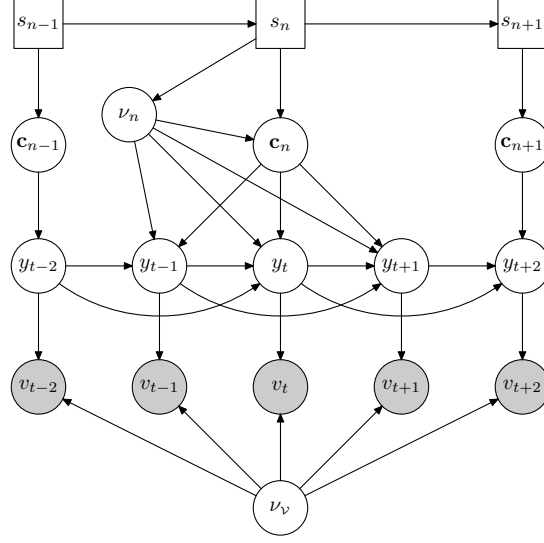 s_{n−1} s_n s_{n+1}
ν_n
𝐜_{n−1} 𝐜_n 𝐜_{n+1}
y_{t−2} y_{t−1} y_t y_{t+1} y_{t+2}
v_{t−2} v_{t−1} v_t v_{t+1} v_{t+2}
ν_𝒱